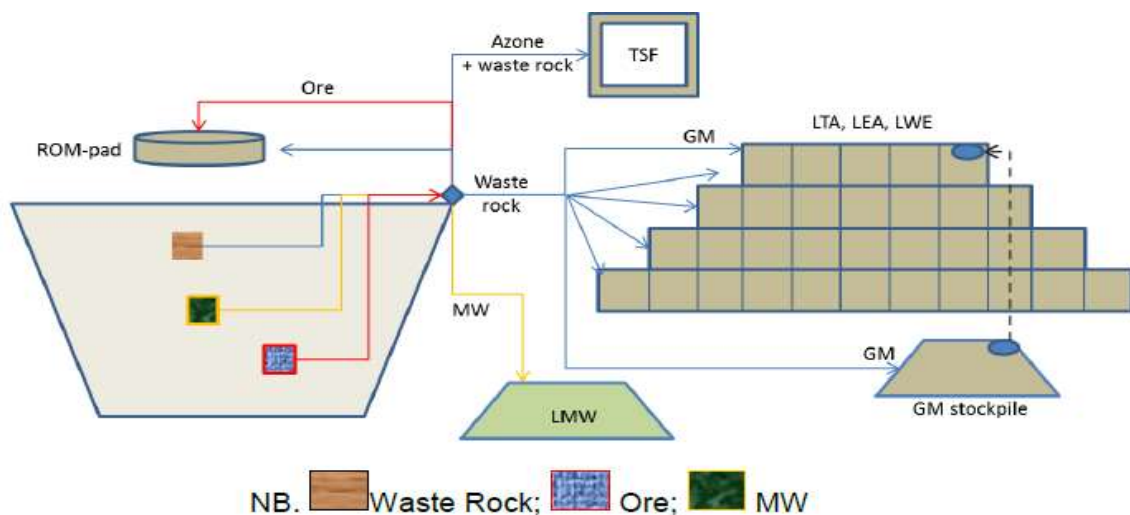 Azone
+ waste rock
TSF
Ore
ROM-pad
LTA, LEA, LWE
GM
Waste
rock
MW
GM
LMW
GM stockpile
NB. Waste Rock; Ore; MW